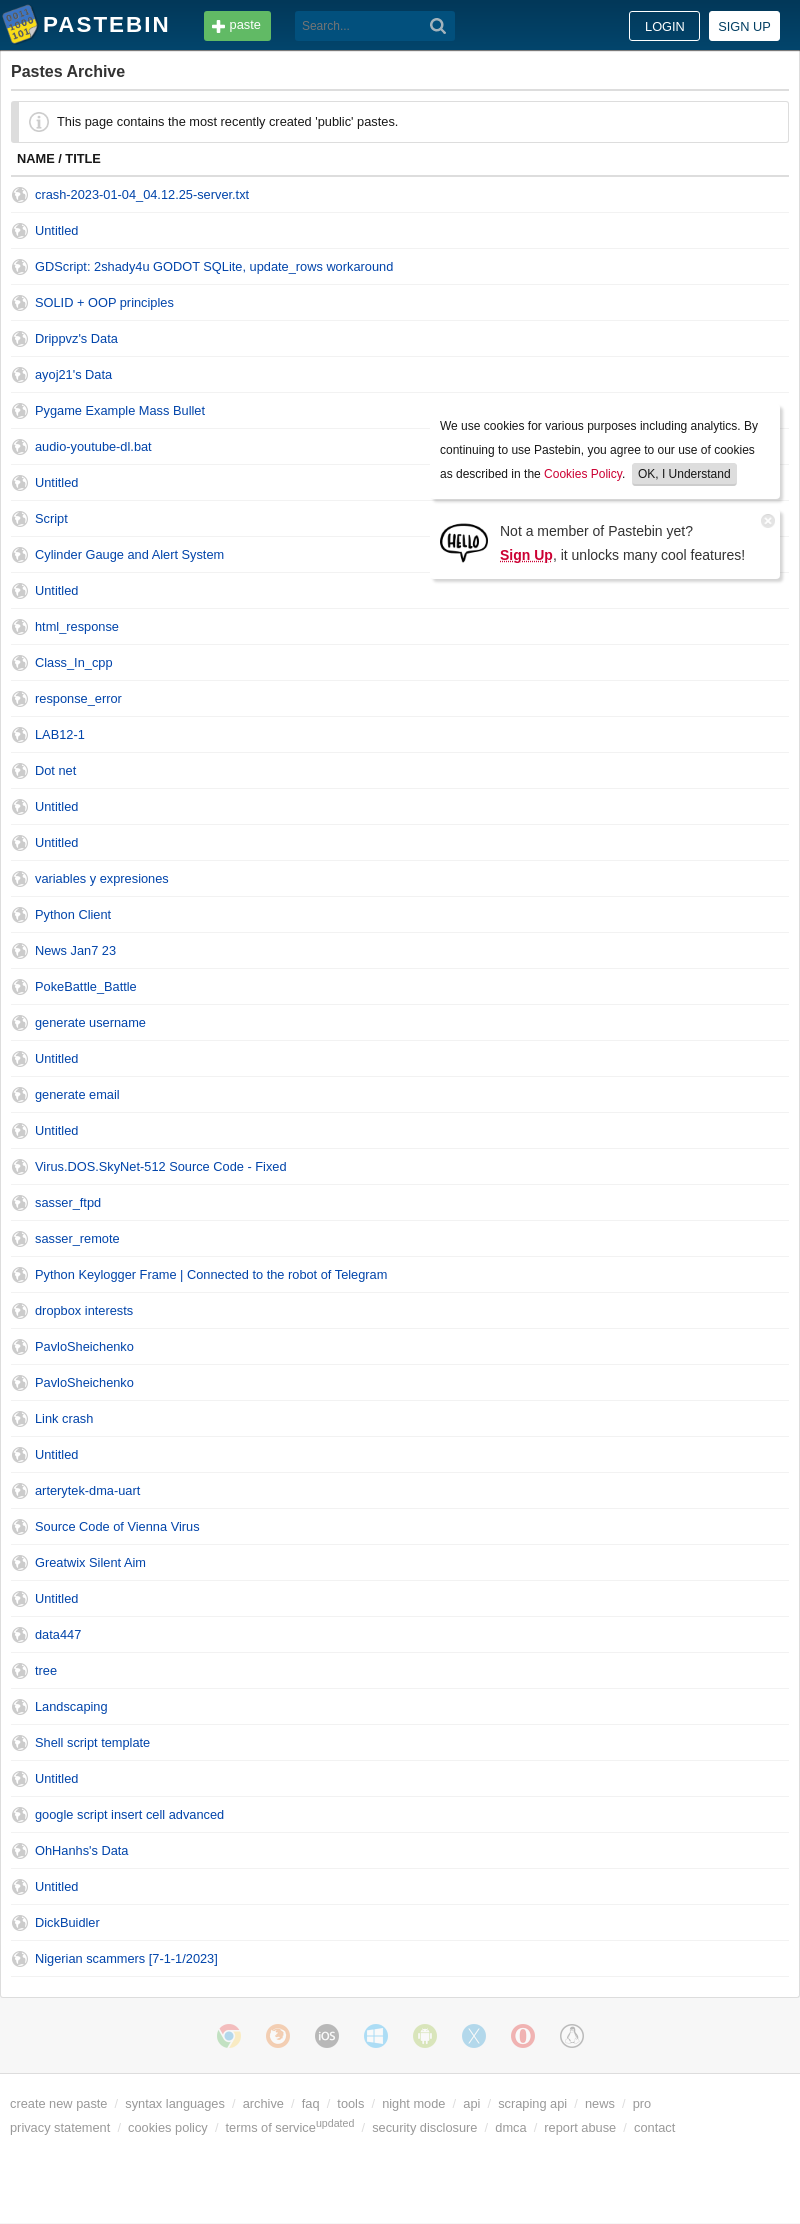 PASTEBIN paste Search... LOGIN SIGN UP
Pastes Archive
This page contains the most recently created 'public' pastes.
NAME / TITLE
crash-2023-01-04_04.12.25-server.txt
Untitled
GDScript: 2shady4u GODOT SQLite, update_rows workaround
SOLID + OOP principles
Drippvz's Data
ayoj21's Data
Pygame Example Mass Bullet
audio-youtube-dl.bat
Untitled
Script
Cylinder Gauge and Alert System
We use cookies for various purposes including analytics. By
continuing to use Pastebin, you agree to our use of cookies
as described in the Cookies Policy. OK, I Understand
HELLO
Not a member of Pastebin yet?
Sign Up, it unlocks many cool features!
Untitled
html_response
Class_In_cpp
response_error
LAB12-1
Dot net
Untitled
Untitled
variables y expresiones
Python Client
News Jan7 23
PokeBattle_Battle
generate username
Untitled
generate email
Untitled
Virus.DOS.SkyNet-512 Source Code - Fixed
sasser_ftpd
sasser_remote
Python Keylogger Frame | Connected to the robot of Telegram
dropbox interests
PavloSheichenko
PavloSheichenko
Link crash
Untitled
arterytek-dma-uart
Source Code of Vienna Virus
Greatwix Silent Aim
Untitled
data447
tree
Landscaping
Shell script template
Untitled
google script insert cell advanced
OhHanhs's Data
Untitled
DickBuidler
Nigerian scammers [7-1-1/2023]
iOS
create new paste / syntax languages / archive / faq / tools / night mode / api / scraping api / news / pro
privacy statement / cookies policy / terms of service updated / security disclosure / dmca / report abuse / contact